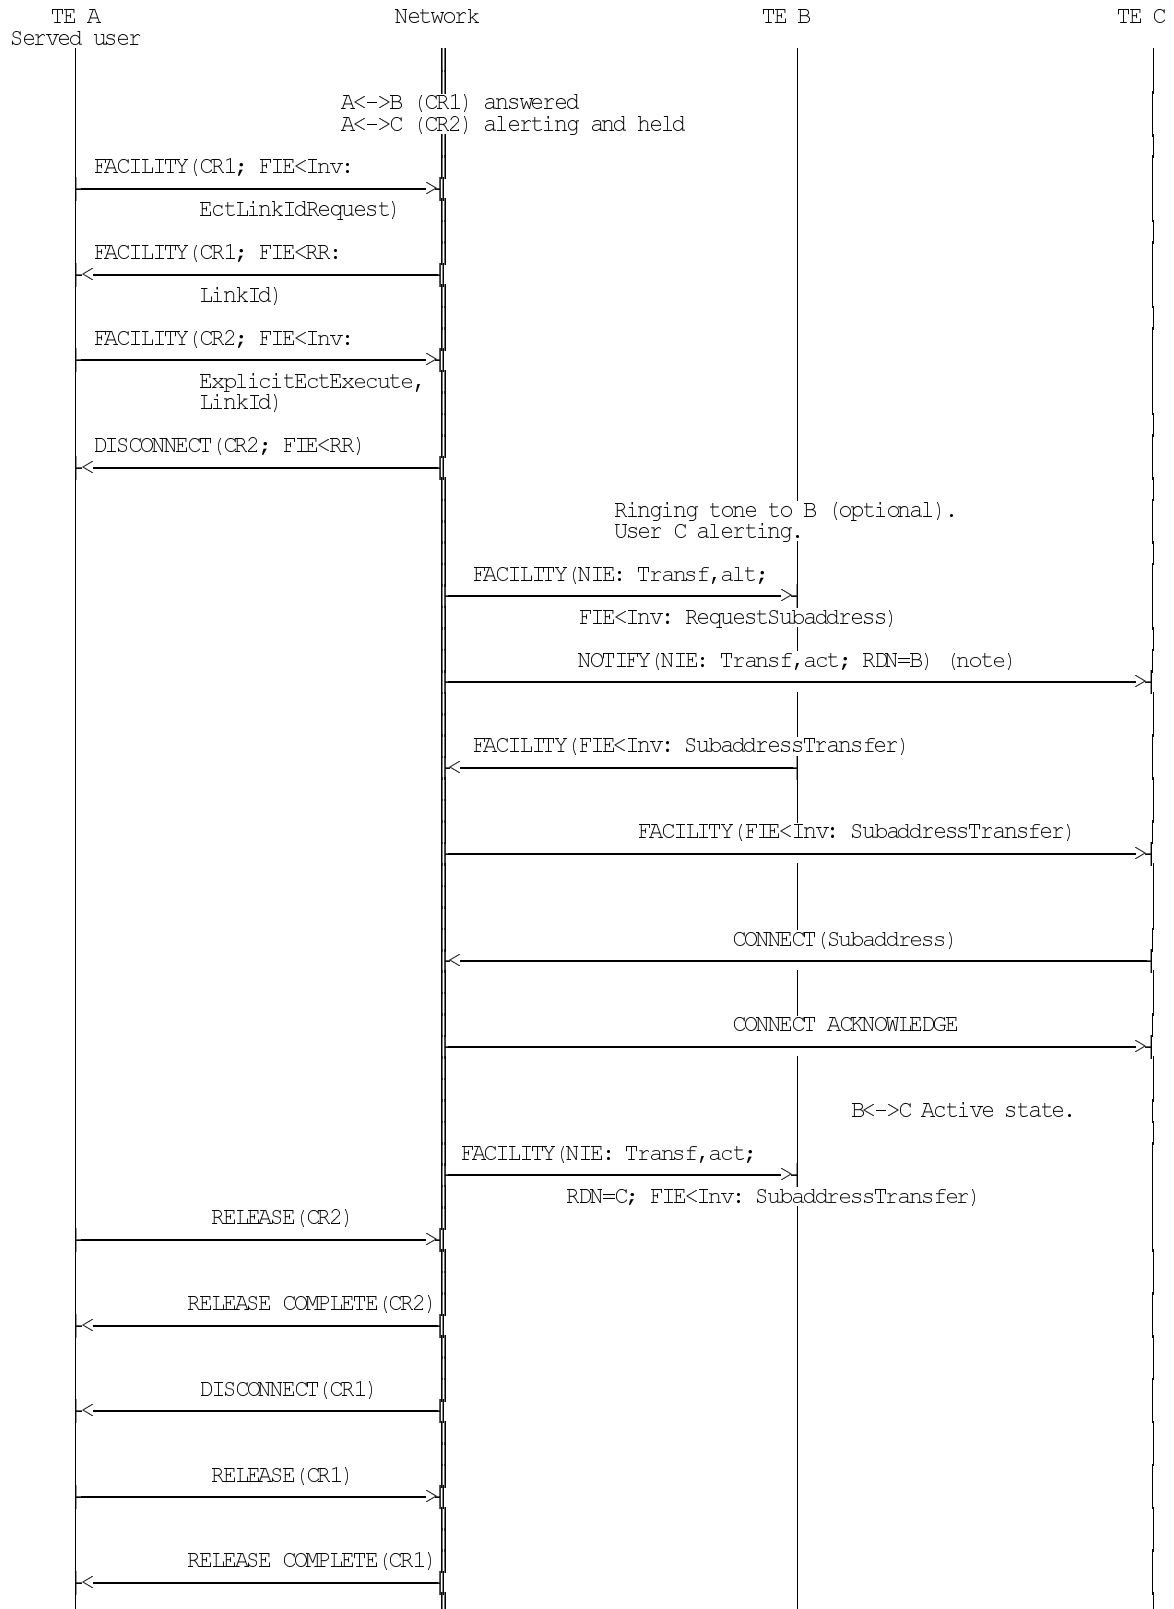 TE A Network TE B TE C
Served user
A<->B (CR1) answered
A<->C (CR2) alerting and held
FACILITY(CR1; FIE<Inv:
EctLinkIdRequest)
FACILITY(CR1; FIE<RR:
LinkId)
FACILITY(CR2; FIE<Inv:
ExplicitEctExecute,
LinkId)
DISCONNECT(CR2; FIE<RR)
Ringing tone to B (optional).
User C alerting.
FACILITY(NIE: Transf,alt;
FIE<Inv: RequestSubaddress)
NOTIFY(NIE: Transf,act; RDN=B) (note)
FACILITY(FIE<Inv: SubaddressTransfer)
FACILITY(FIE<Inv: SubaddressTransfer)
CONNECT(Subaddress)
CONNECT ACKNOWLEDGE
B<->C Active state.
FACILITY(NIE: Transf,act;
RDN=C; FIE<Inv: SubaddressTransfer)
RELEASE(CR2)
RELEASE COMPLETE(CR2)
DISCONNECT(CR1)
RELEASE(CR1)
RELEASE COMPLETE(CR1)